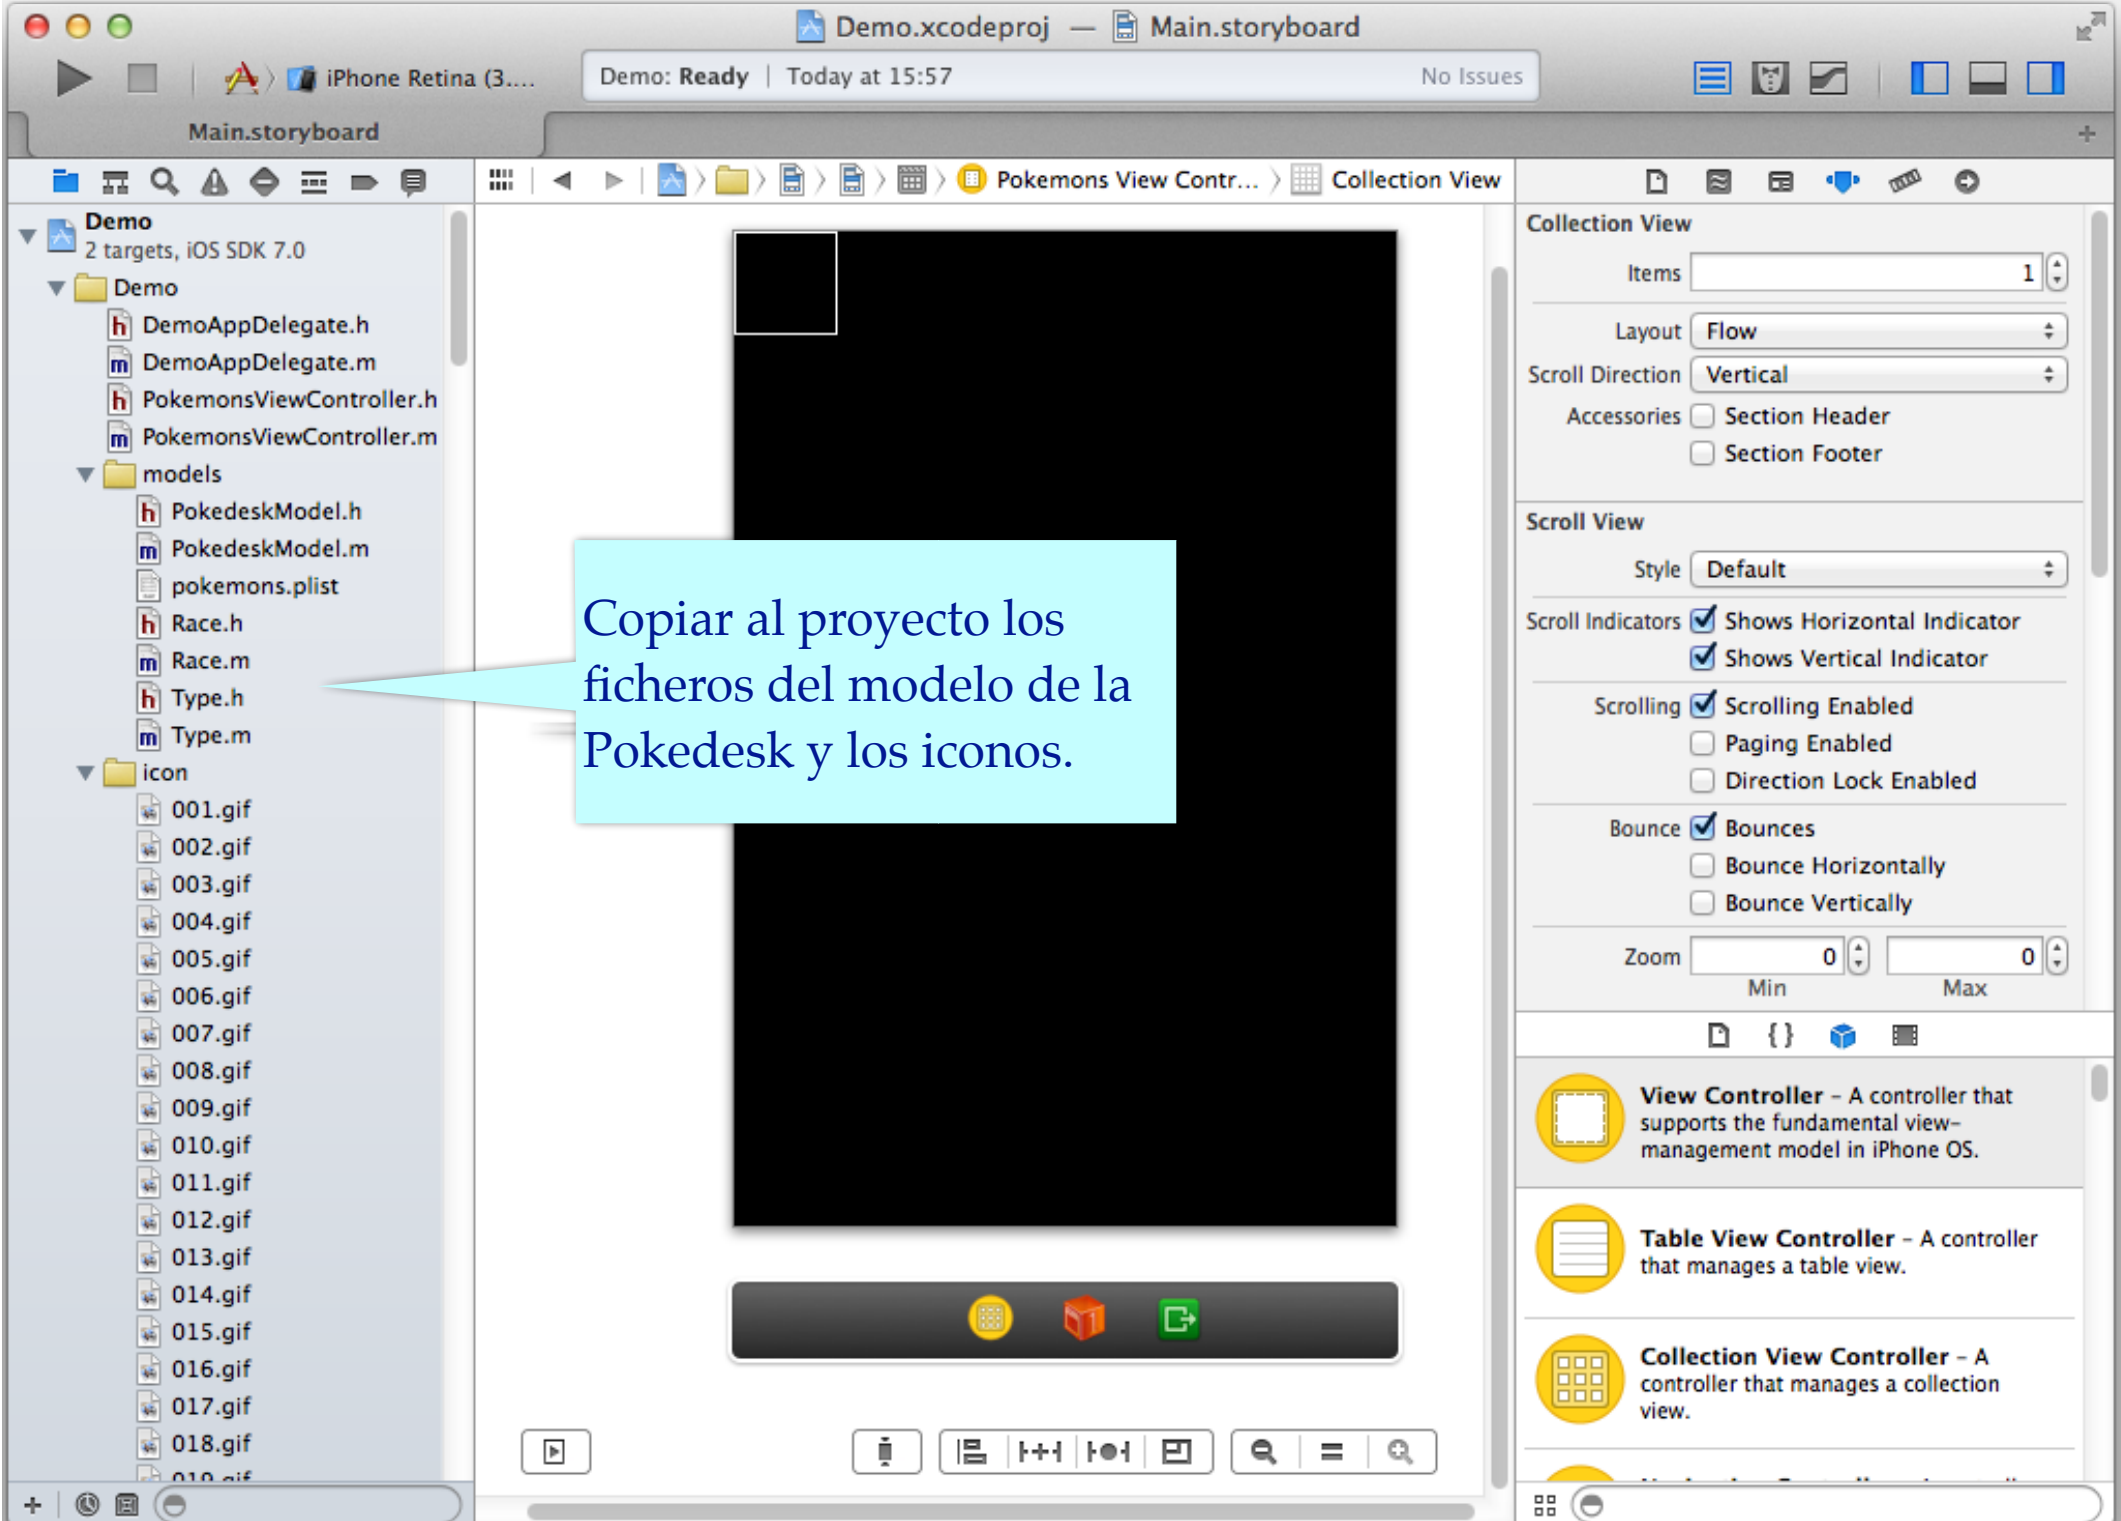 Demo.xcodeproj — Main.storyboard
iPhone Retina (3....
Demo: Ready | Today at 15:57
No Issues
Main.storyboard
Pokemons View Contr...
Collection View
Demo
2 targets, iOS SDK 7.0
Demo
DemoAppDelegate.h
DemoAppDelegate.m
PokemonsViewController.h
PokemonsViewController.m
models
PokedeskModel.h
PokedeskModel.m
pokemons.plist
Race.h
Race.m
Type.h
Type.m
icon
001.gif
002.gif
003.gif
004.gif
005.gif
006.gif
007.gif
008.gif
009.gif
010.gif
011.gif
012.gif
013.gif
014.gif
015.gif
016.gif
017.gif
018.gif
019.gif
Copiar al proyecto los
ficheros del modelo de la
Pokedesk y los iconos.
Collection View
Items 1
Layout Flow
Scroll Direction Vertical
Accessories Section Header
Section Footer
Scroll View
Style Default
Scroll Indicators Shows Horizontal Indicator
Shows Vertical Indicator
Scrolling Scrolling Enabled
Paging Enabled
Direction Lock Enabled
Bounce Bounces
Bounce Horizontally
Bounce Vertically
Zoom 0 0
Min Max
{ }
View Controller – A controller that
supports the fundamental view-
management model in iPhone OS.
Table View Controller – A controller
that manages a table view.
Collection View Controller – A
controller that manages a collection
view.